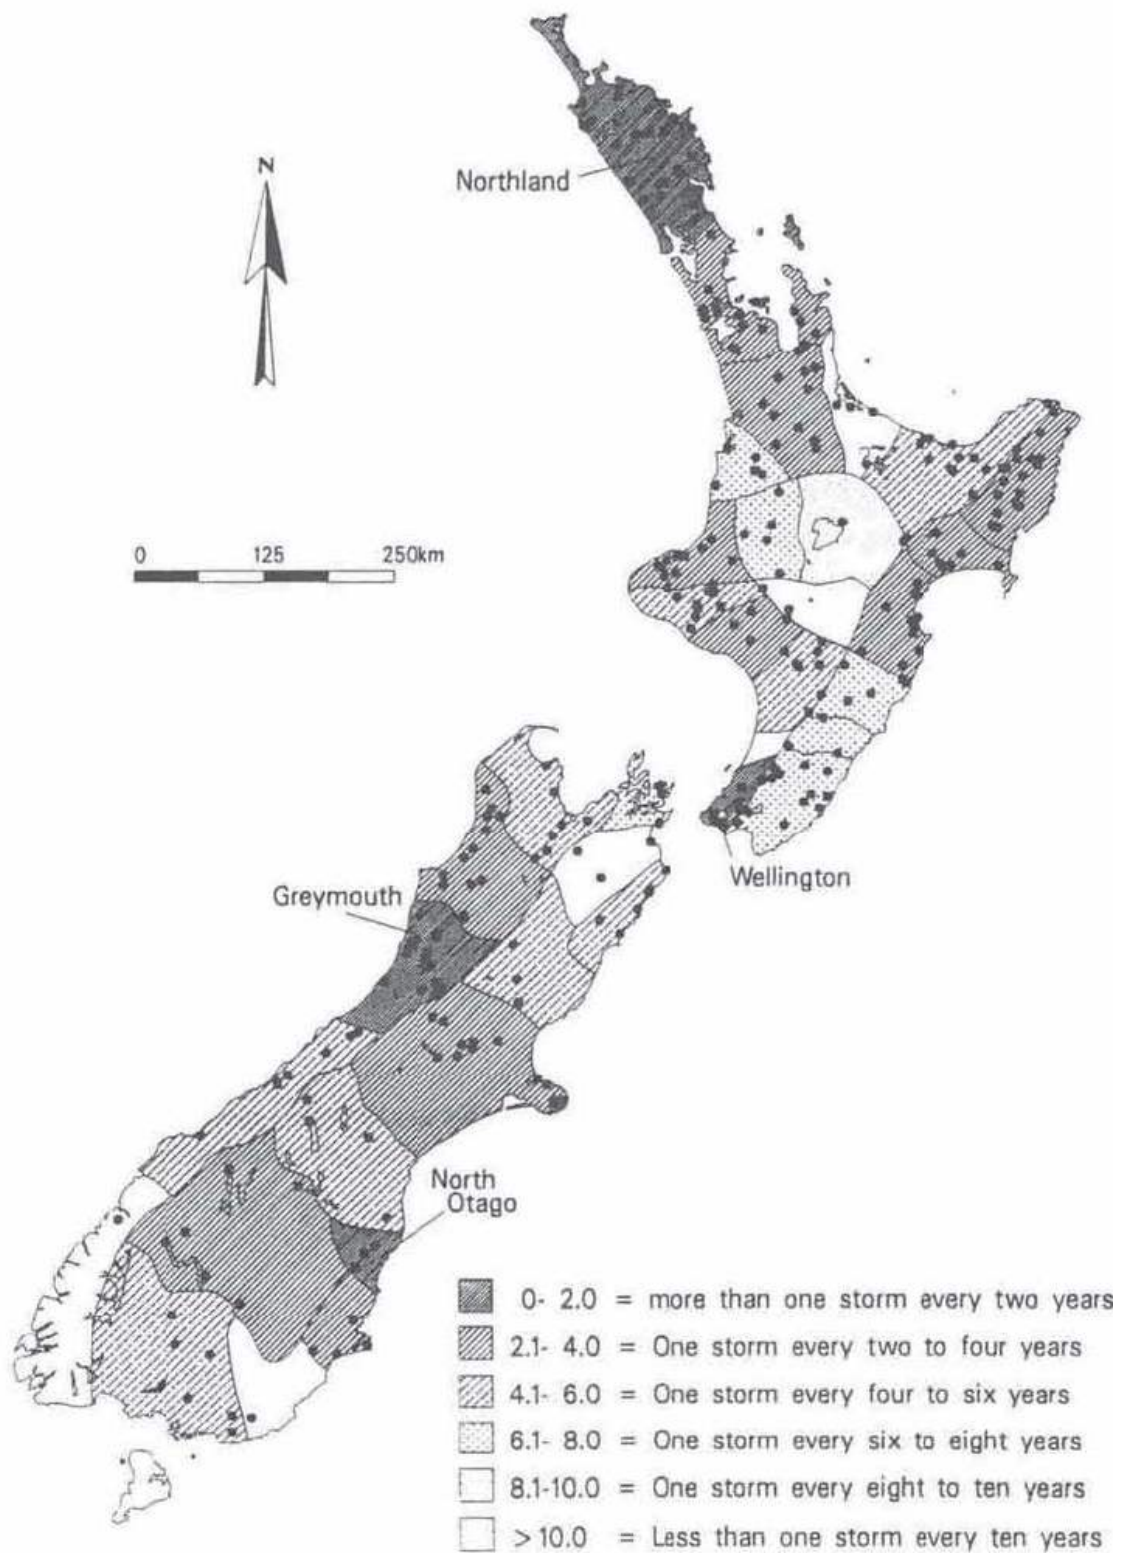 Northland
N
0 125 250km
Greymouth
Wellington
North
Otago
0- 2.0 = more than one storm every two years
2.1- 4.0 = One storm every two to four years
4.1- 6.0 = One storm every four to six years
6.1- 8.0 = One storm every six to eight years
8.1-10.0 = One storm every eight to ten years
>10.0 = Less than one storm every ten years